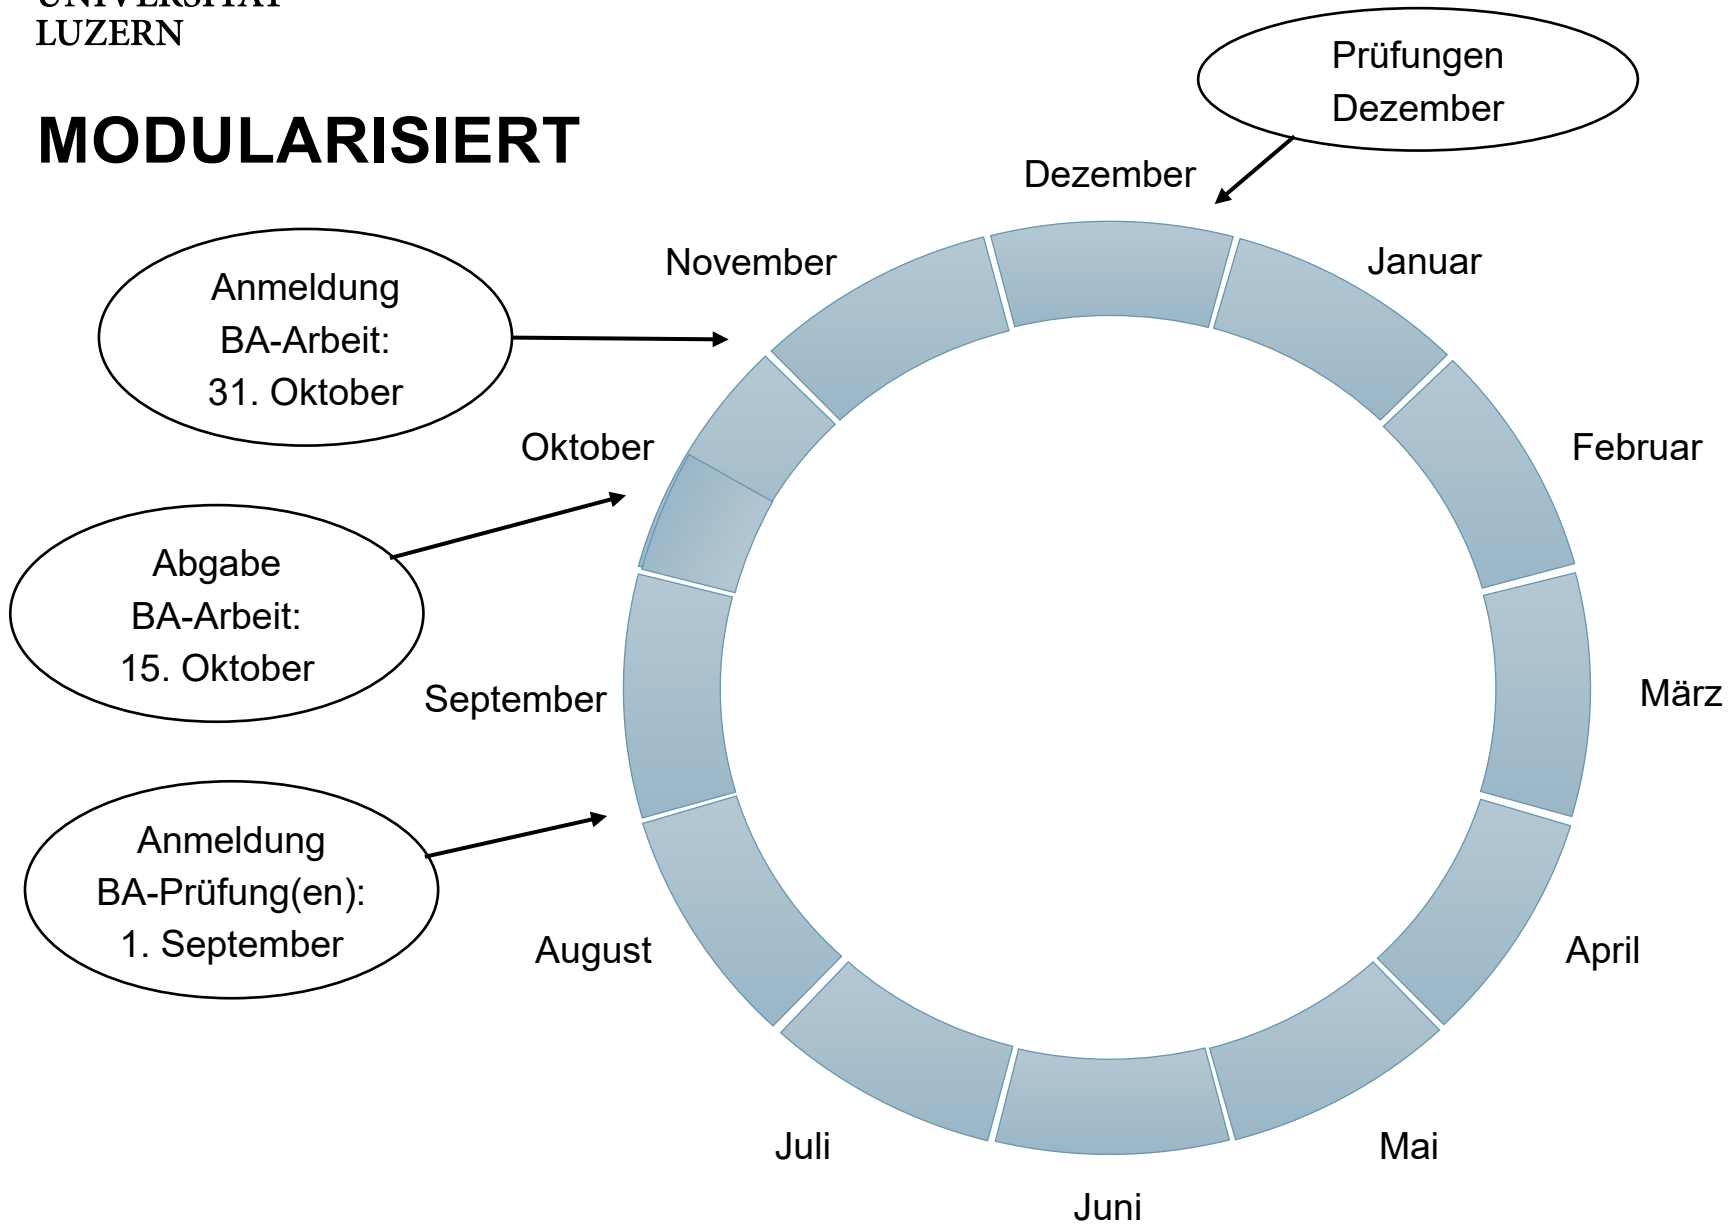 UNIVERSITÄT
LUZERN
MODULARISIERT
Prüfungen
Dezember
Dezember
November
Januar
Anmeldung
BA-Arbeit:
31. Oktober
Oktober
Februar
Abgabe
BA-Arbeit:
15. Oktober
September
März
Anmeldung
BA-Prüfung(en):
1. September
August
April
Juli
Mai
Juni